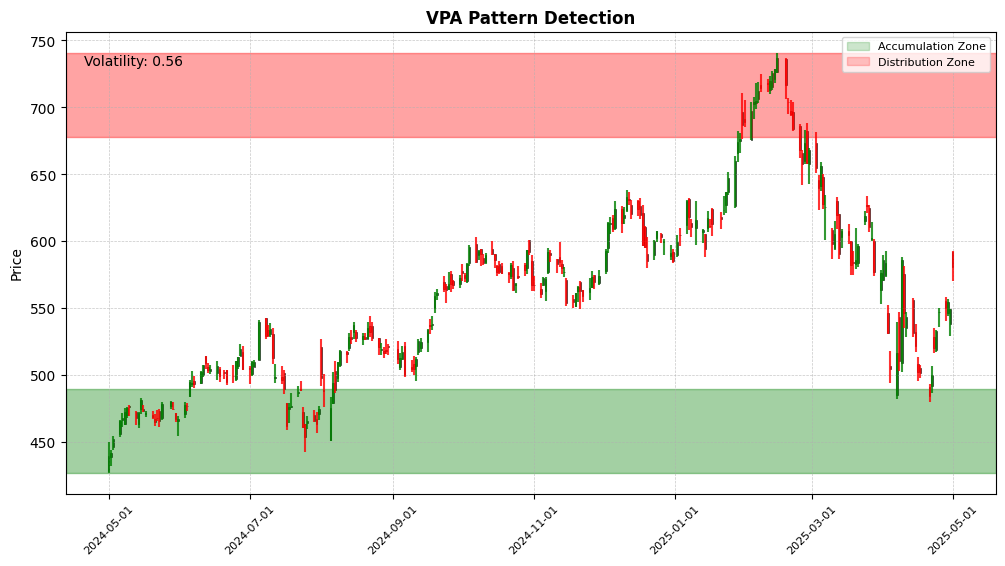 VPA Pattern Detection
Volatility: 0.56
Accumulation Zone
Distribution Zone
Price
750
700
650
600
550
500
450
2024-05-01
2024-07-01
2024-09-01
2024-11-01
2025-01-01
2025-03-01
2025-05-01